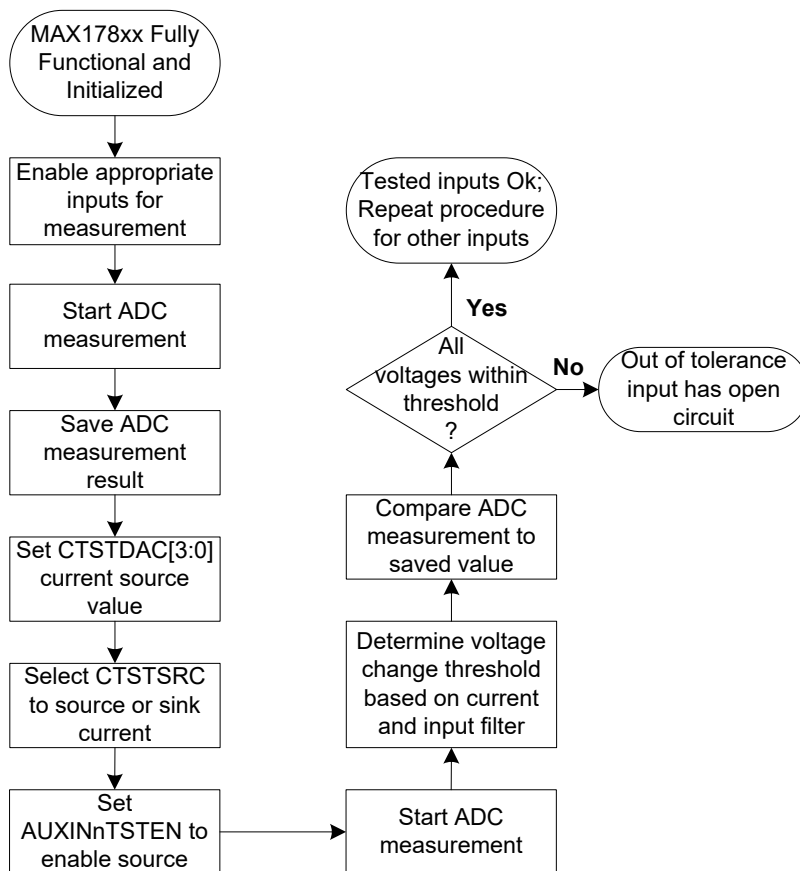 MAX178xx Fully
Functional and
Initialized
Enable appropriate
inputs for
measurement
Start ADC
measurement
Save ADC
measurement
result
Set CTSTDAC[3:0]
current source
value
Select CTSTSRC
to source or sink
current
Set
AUXINnTSTEN to
enable source
Start ADC
measurement
Determine voltage
change threshold
based on current
and input filter
Compare ADC
measurement to
saved value
All
voltages within
threshold
?
Yes
Tested inputs Ok;
Repeat procedure
for other inputs
No
Out of tolerance
input has open
circuit